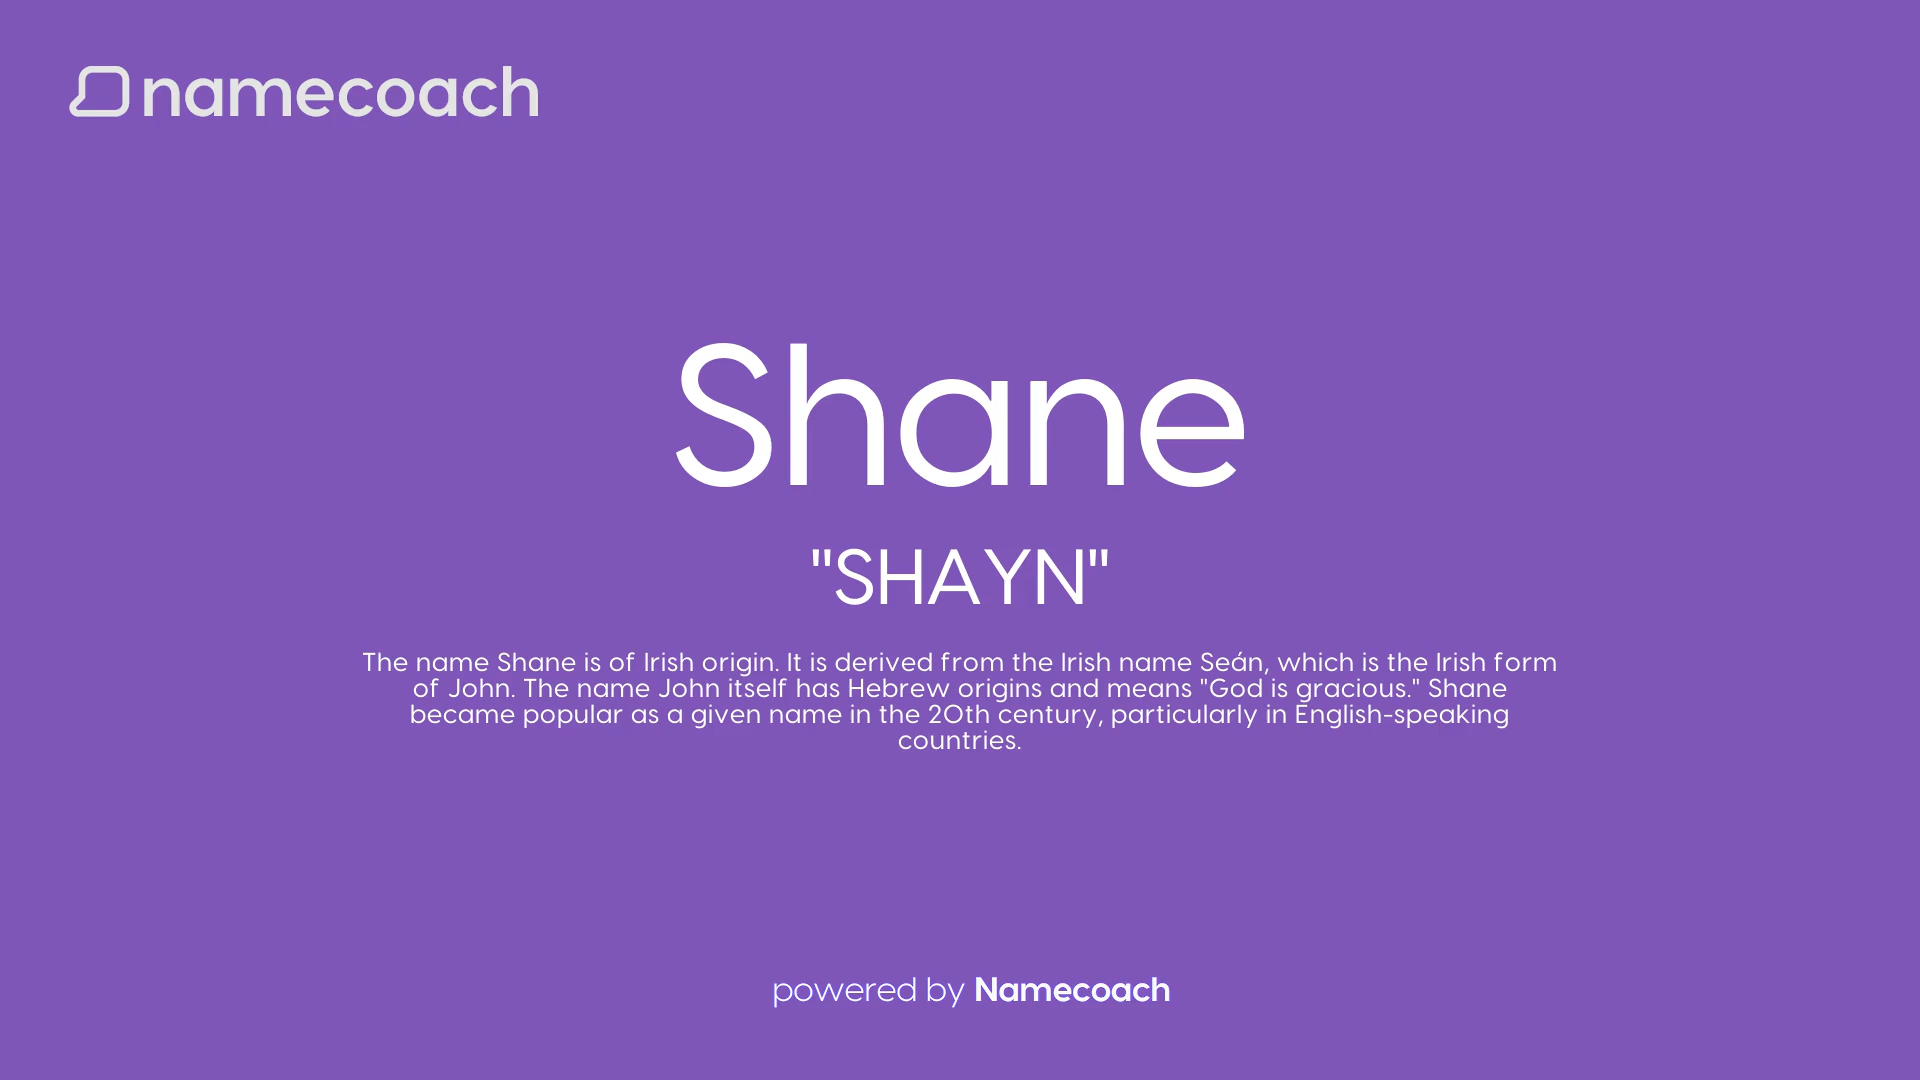 namecoach
Shane
"SHAYN"
The name Shane is of Irish origin. It is derived from the Irish name Seán, which is the Irish form
of John. The name John itself has Hebrew origins and means "God is gracious." Shane
became popular as a given name in the 20th century, particularly in English-speaking
countries.
powered by Namecoach